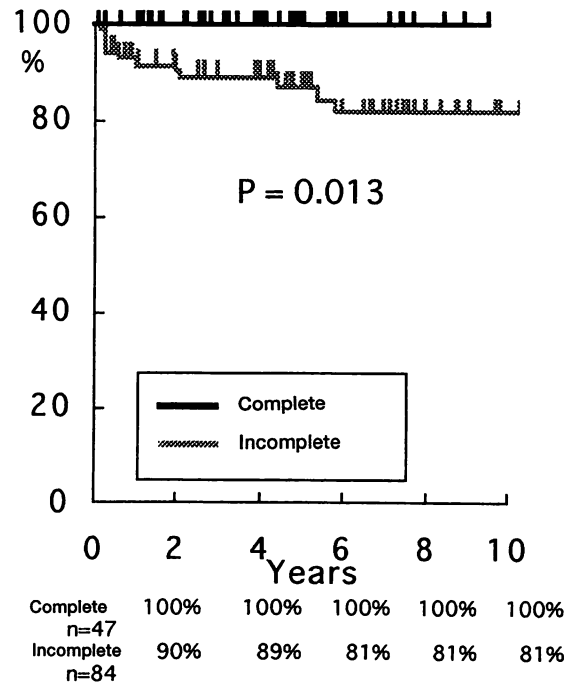 100
%
80
P = 0.013
60
40
20
Complete
Incomplete
0
0 2 4 6 8 10
Years
Complete 100% 100% 100% 100% 100%
n=47
Incomplete 90% 89% 81% 81% 81%
n=84